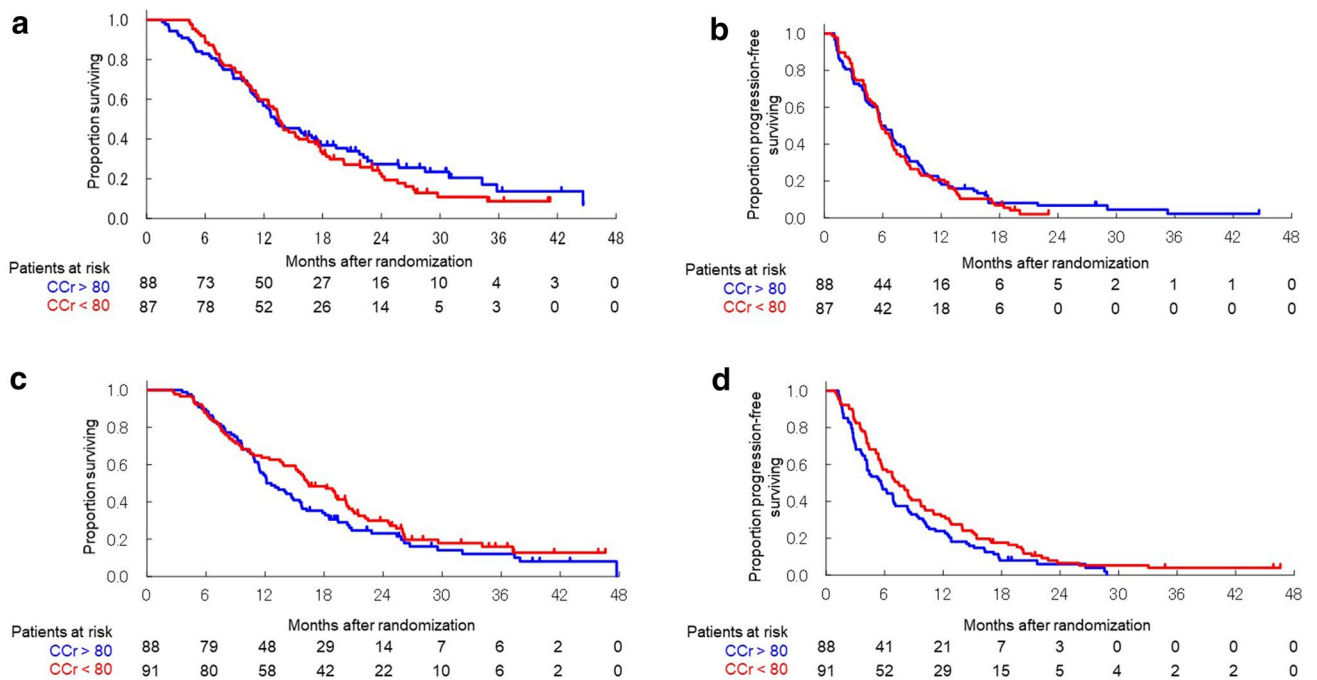 a
Proportion surviving
1.0
0.8
0.6
0.4
0.2
0.0
0 6 12 18 24 30 36 42 48
Months after randomization
Patients at risk
CCr > 80 88 73 50 27 16 10 4 3 0
CCr < 80 87 78 52 26 14 5 3 0 0
b
Proportion progression-free
surviving
1.0
0.8
0.6
0.4
0.2
0.0
0 6 12 18 24 30 36 42 48
Months after randomization
Patients at risk
CCr > 80 88 44 16 6 5 2 1 1 0
CCr < 80 87 42 18 6 0 0 0 0 0
c
Proportion surviving
1.0
0.8
0.6
0.4
0.2
0.0
0 6 12 18 24 30 36 42 48
Months after randomization
Patients at risk
CCr > 80 88 79 48 29 14 7 6 2 0
CCr < 80 91 80 58 42 22 10 6 2 0
d
Proportion progression-free
surviving
1.0
0.8
0.6
0.4
0.2
0.0
0 6 12 18 24 30 36 42 48
Months after randomization
Patients at risk
CCr > 80 88 41 21 7 3 0 0 0 0
CCr < 80 91 52 29 15 5 4 2 2 0